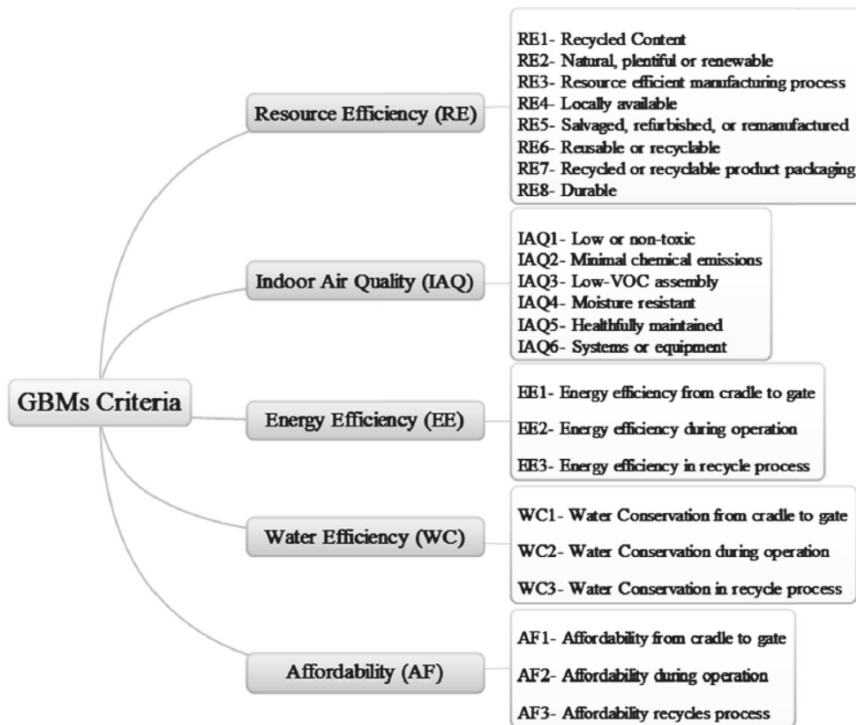 GBMs Criteria
Resource Efficiency (RE)
RE1- Recycled Content
RE2- Natural, plentiful or renewable
RE3- Resource efficient manufacturing process
RE4- Locally available
RE5- Salvaged, refurbished, or remanufactured
RE6- Reusable or recyclable
RE7- Recycled or recyclable product packaging
RE8- Durable
Indoor Air Quality (IAQ)
IAQ1- Low or non-toxic
IAQ2- Minimal chemical emissions
IAQ3- Low-VOC assembly
IAQ4- Moisture resistant
IAQ5- Healthfully maintained
IAQ6- Systems or equipment
Energy Efficiency (EE)
EE1- Energy efficiency from cradle to gate
EE2- Energy efficiency during operation
EE3- Energy efficiency in recycle process
Water Efficiency (WC)
WC1- Water Conservation from cradle to gate
WC2- Water Conservation during operation
WC3- Water Conservation in recycle process
Affordability (AF)
AF1- Affordability from cradle to gate
AF2- Affordability during operation
AF3- Affordability recycles process